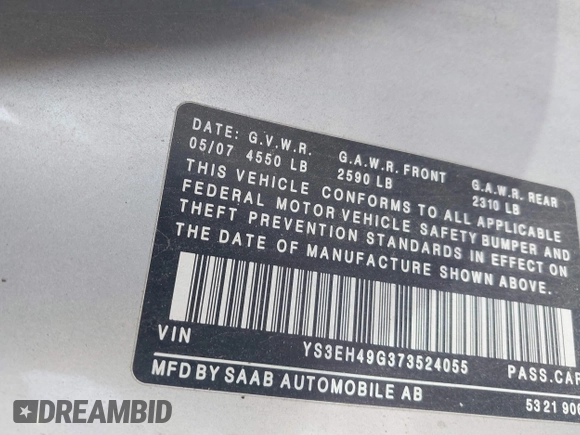 DATE: G.V.W.R. G.A.W.R. FRONT G.A.W.R. REAR
05/07 4550 LB 2590 LB 2310 LB
THIS VEHICLE CONFORMS TO ALL APPLICABLE
FEDERAL MOTOR VEHICLE SAFETY BUMPER AND
THEFT PREVENTION STANDARDS IN EFFECT ON
THE DATE OF MANUFACTURE SHOWN ABOVE.
VIN YS3EH49G373524055 PASS.CAR
MFD BY SAAB AUTOMOBILE AB 5321
DREAMBID